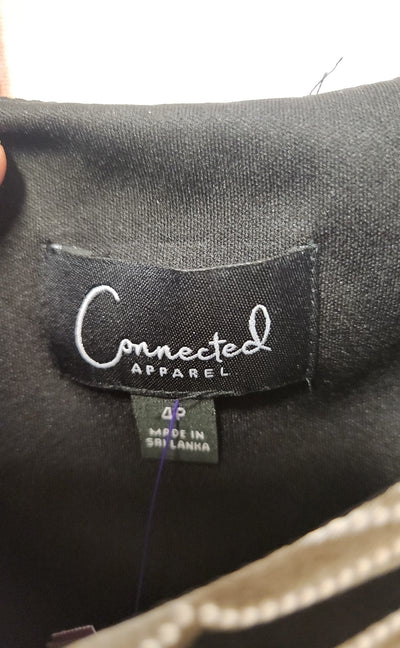 Connected
APPAREL
4P
MADE IN
SRI LANKA